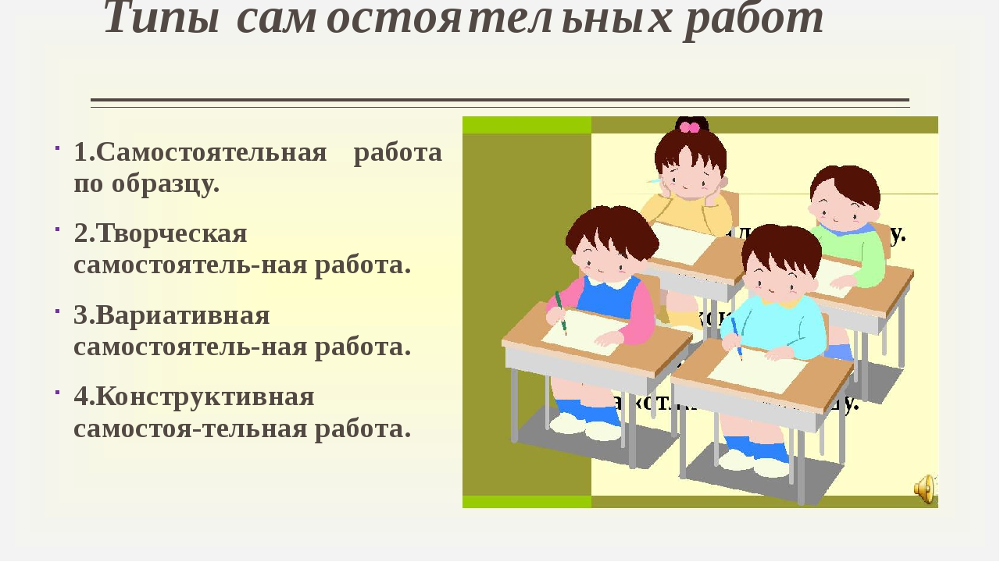 Типы самостоятельных работ
1.Самостоятельная работа
по образцу.
2.Творческая
самостоятель-ная работа.
3.Вариативная
самостоятель-ная работа.
4.Конструктивная
самостоя-тельная работа.